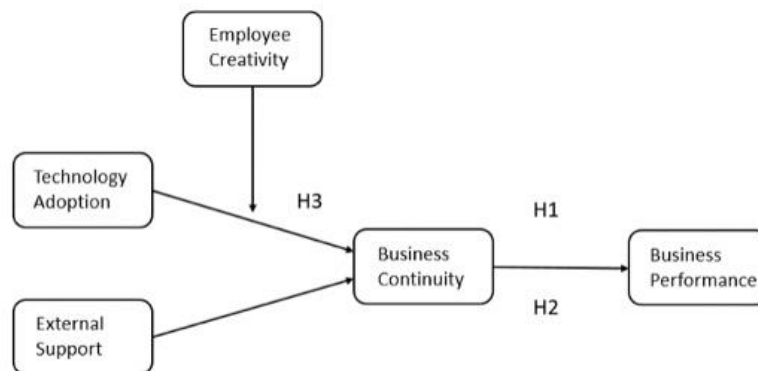 Employee
Creativity
Technology
Adoption
H3
H1
Business
Continuity
Business
Performance
H2
External
Support